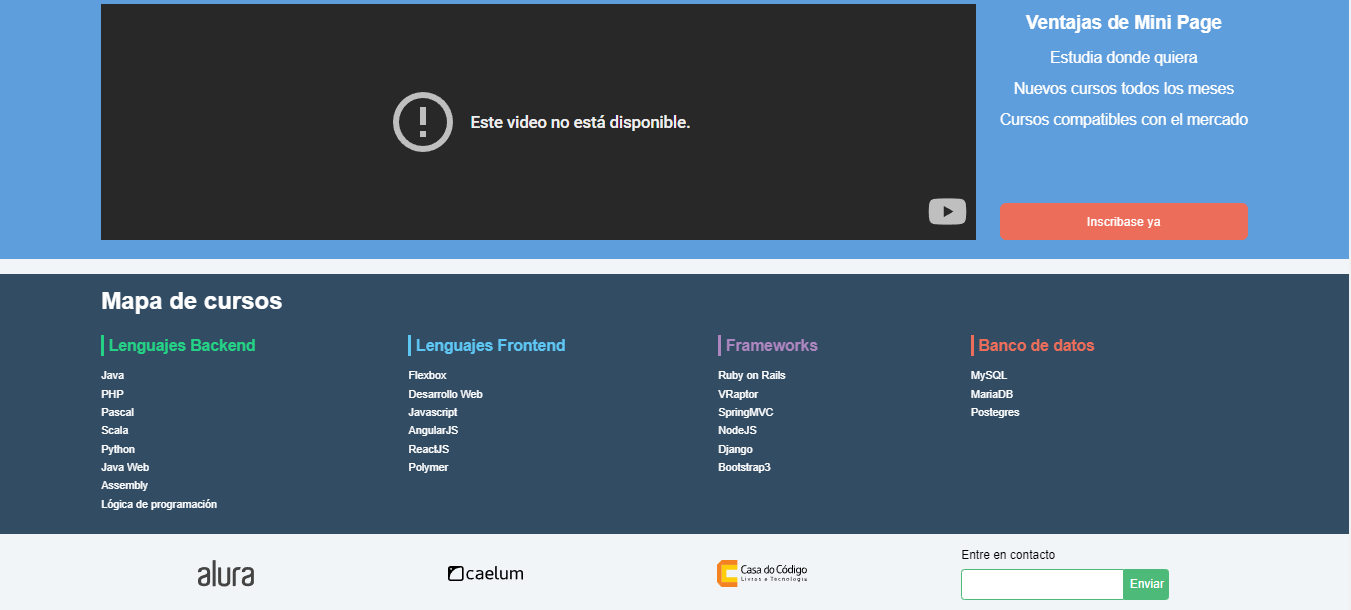 Este video no está disponible.
Ventajas de Mini Page
Estudia donde quiera
Nuevos cursos todos los meses
Cursos compatibles con el mercado
Inscribase ya
Mapa de cursos
Lenguajes Backend
Java
PHP
Pascal
Scala
Python
Java Web
Assembly
Lógica de programación
Lenguajes Frontend
Flexbox
Desarrollo Web
Javascript
AngularJS
ReactJS
Polymer
Frameworks
Ruby on Rails
VRaptor
SpringMVC
NodeJS
Django
Bootstrap3
Banco de datos
MySQL
MariaDB
Postegres
alura
caelum
Casa do Código
Livros e Tecnologia
Entre en contacto
Enviar